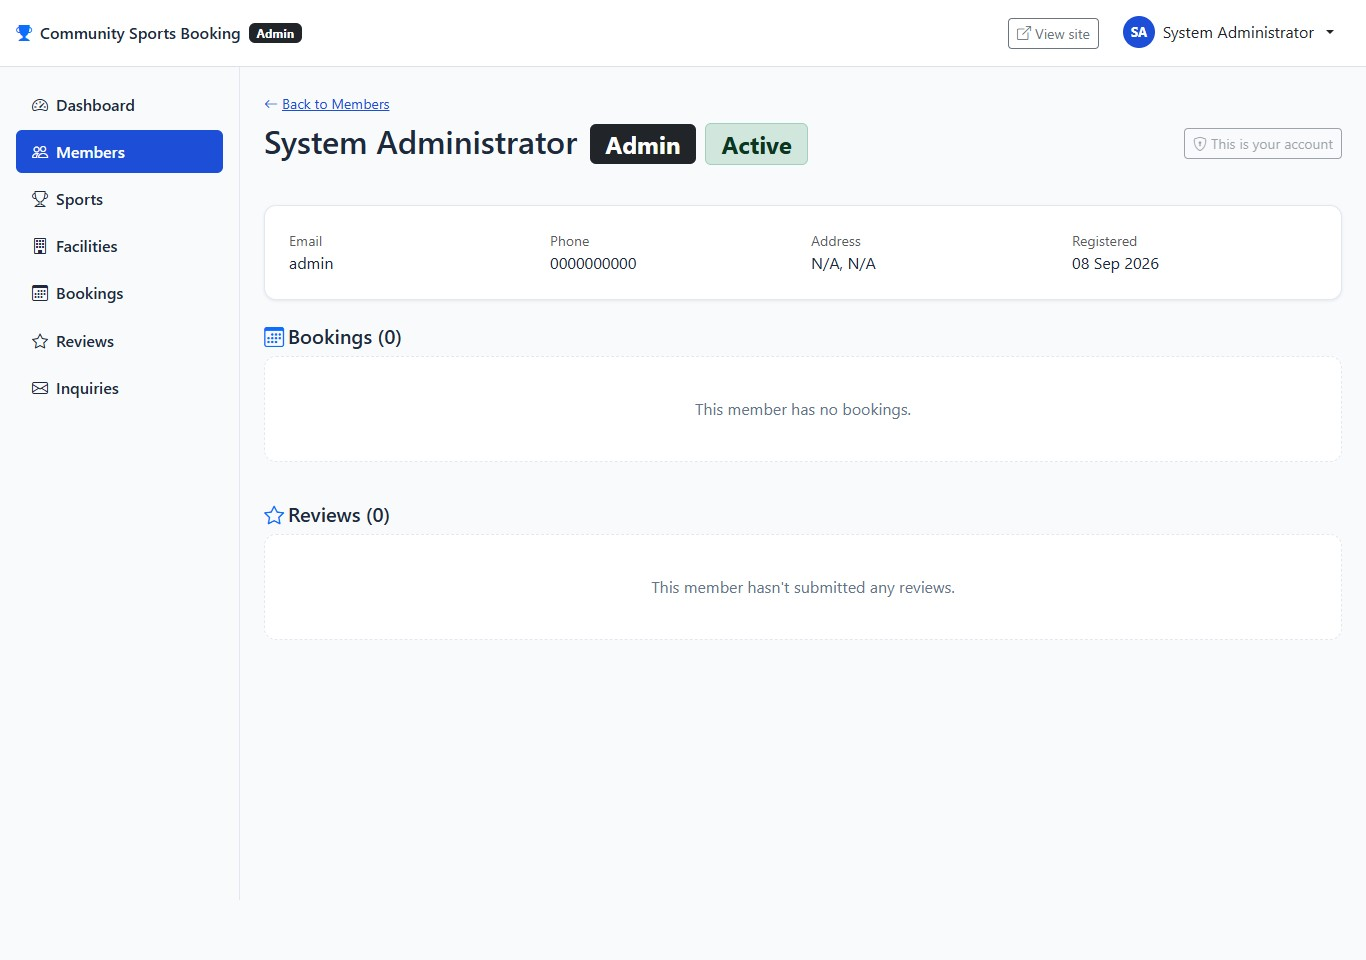 Community Sports Booking Admin
View site
SA System Administrator
Dashboard
Members
Sports
Facilities
Bookings
Reviews
Inquiries
← Back to Members
System Administrator Admin Active
This is your account
Email Phone Address Registered
admin 0000000000 N/A, N/A 08 Sep 2026
Bookings (0)
This member has no bookings.
Reviews (0)
This member hasn't submitted any reviews.